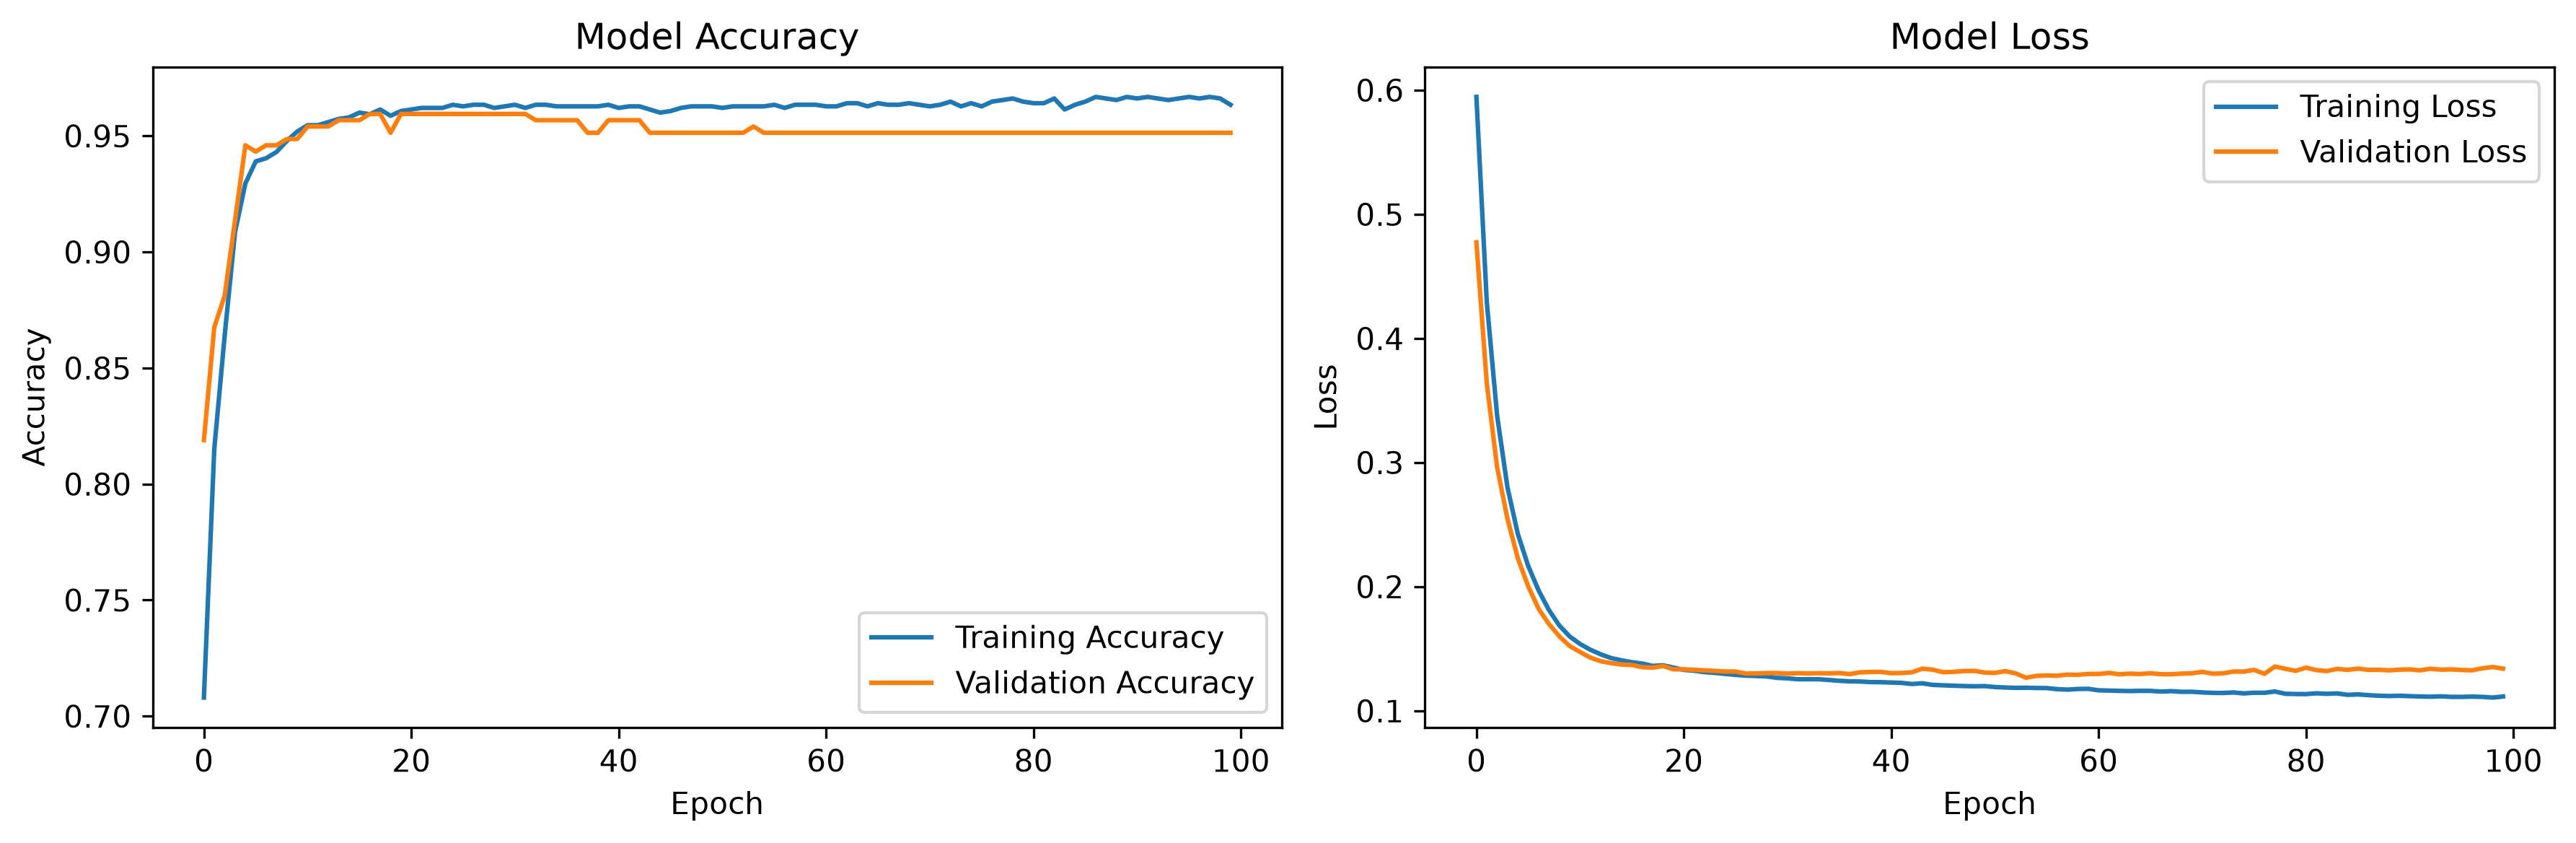 Model Accuracy
0.95
0.90
0.85
0.80
0.75
0.70
Accuracy
Training Accuracy
Validation Accuracy
0
20
40
60
80
100
Epoch
Model Loss
0.6
0.5
0.4
0.3
0.2
0.1
Loss
Training Loss
Validation Loss
0
20
40
60
80
100
Epoch